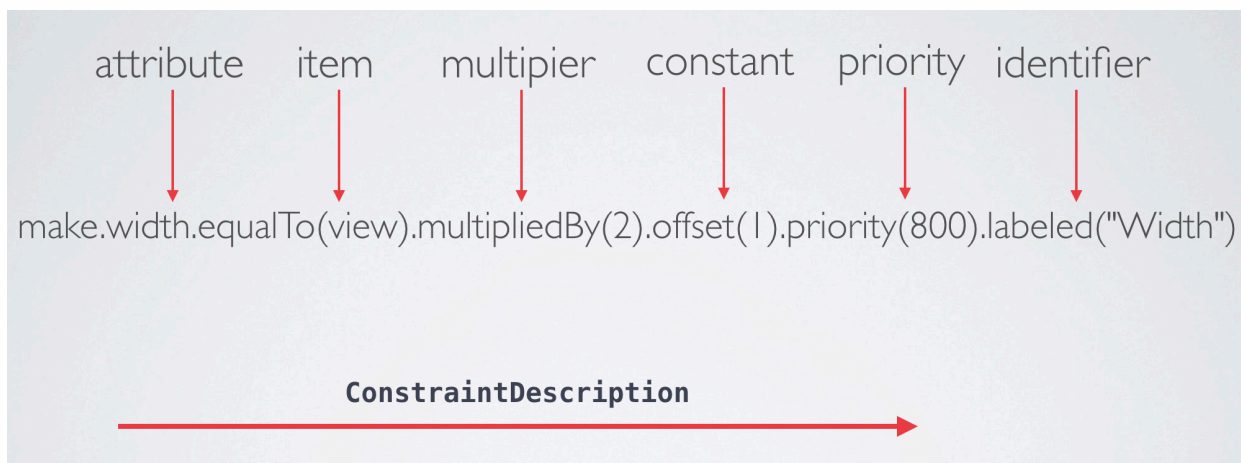 attribute item multipier constant priority identifier
make.width.equalTo(view).multipliedBy(2).offset(1).priority(800).labeled("Width")
ConstraintDescription